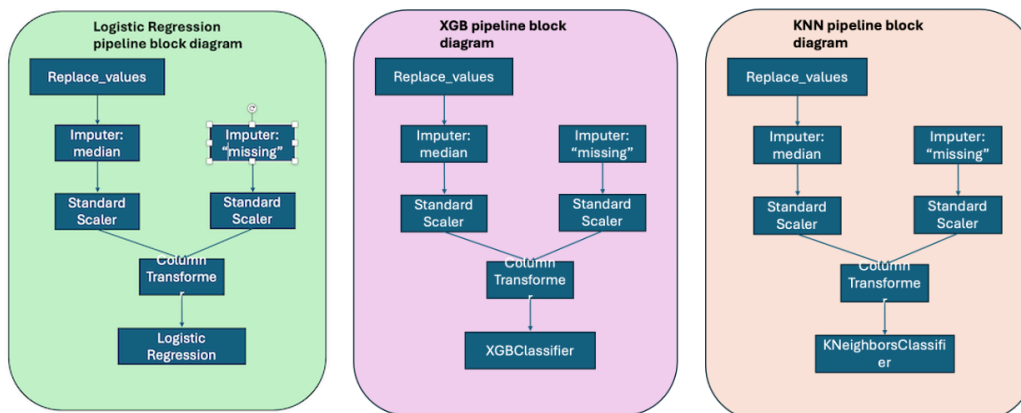 Logistic Regression
pipeline block diagram
Replace_values
Imputer:
median
Imputer:
“missing”
Standard
Scaler
Standard
Scaler
Column
Transforme
r
Logistic
Regression
XGB pipeline block
diagram
Replace_values
Imputer:
median
Imputer:
“missing”
Standard
Scaler
Standard
Scaler
Column
Transforme
r
XGBClassifier
KNN pipeline block
diagram
Replace_values
Imputer:
median
Imputer:
“missing”
Standard
Scaler
Standard
Scaler
Column
Transforme
r
KNeighborsClassifi
er